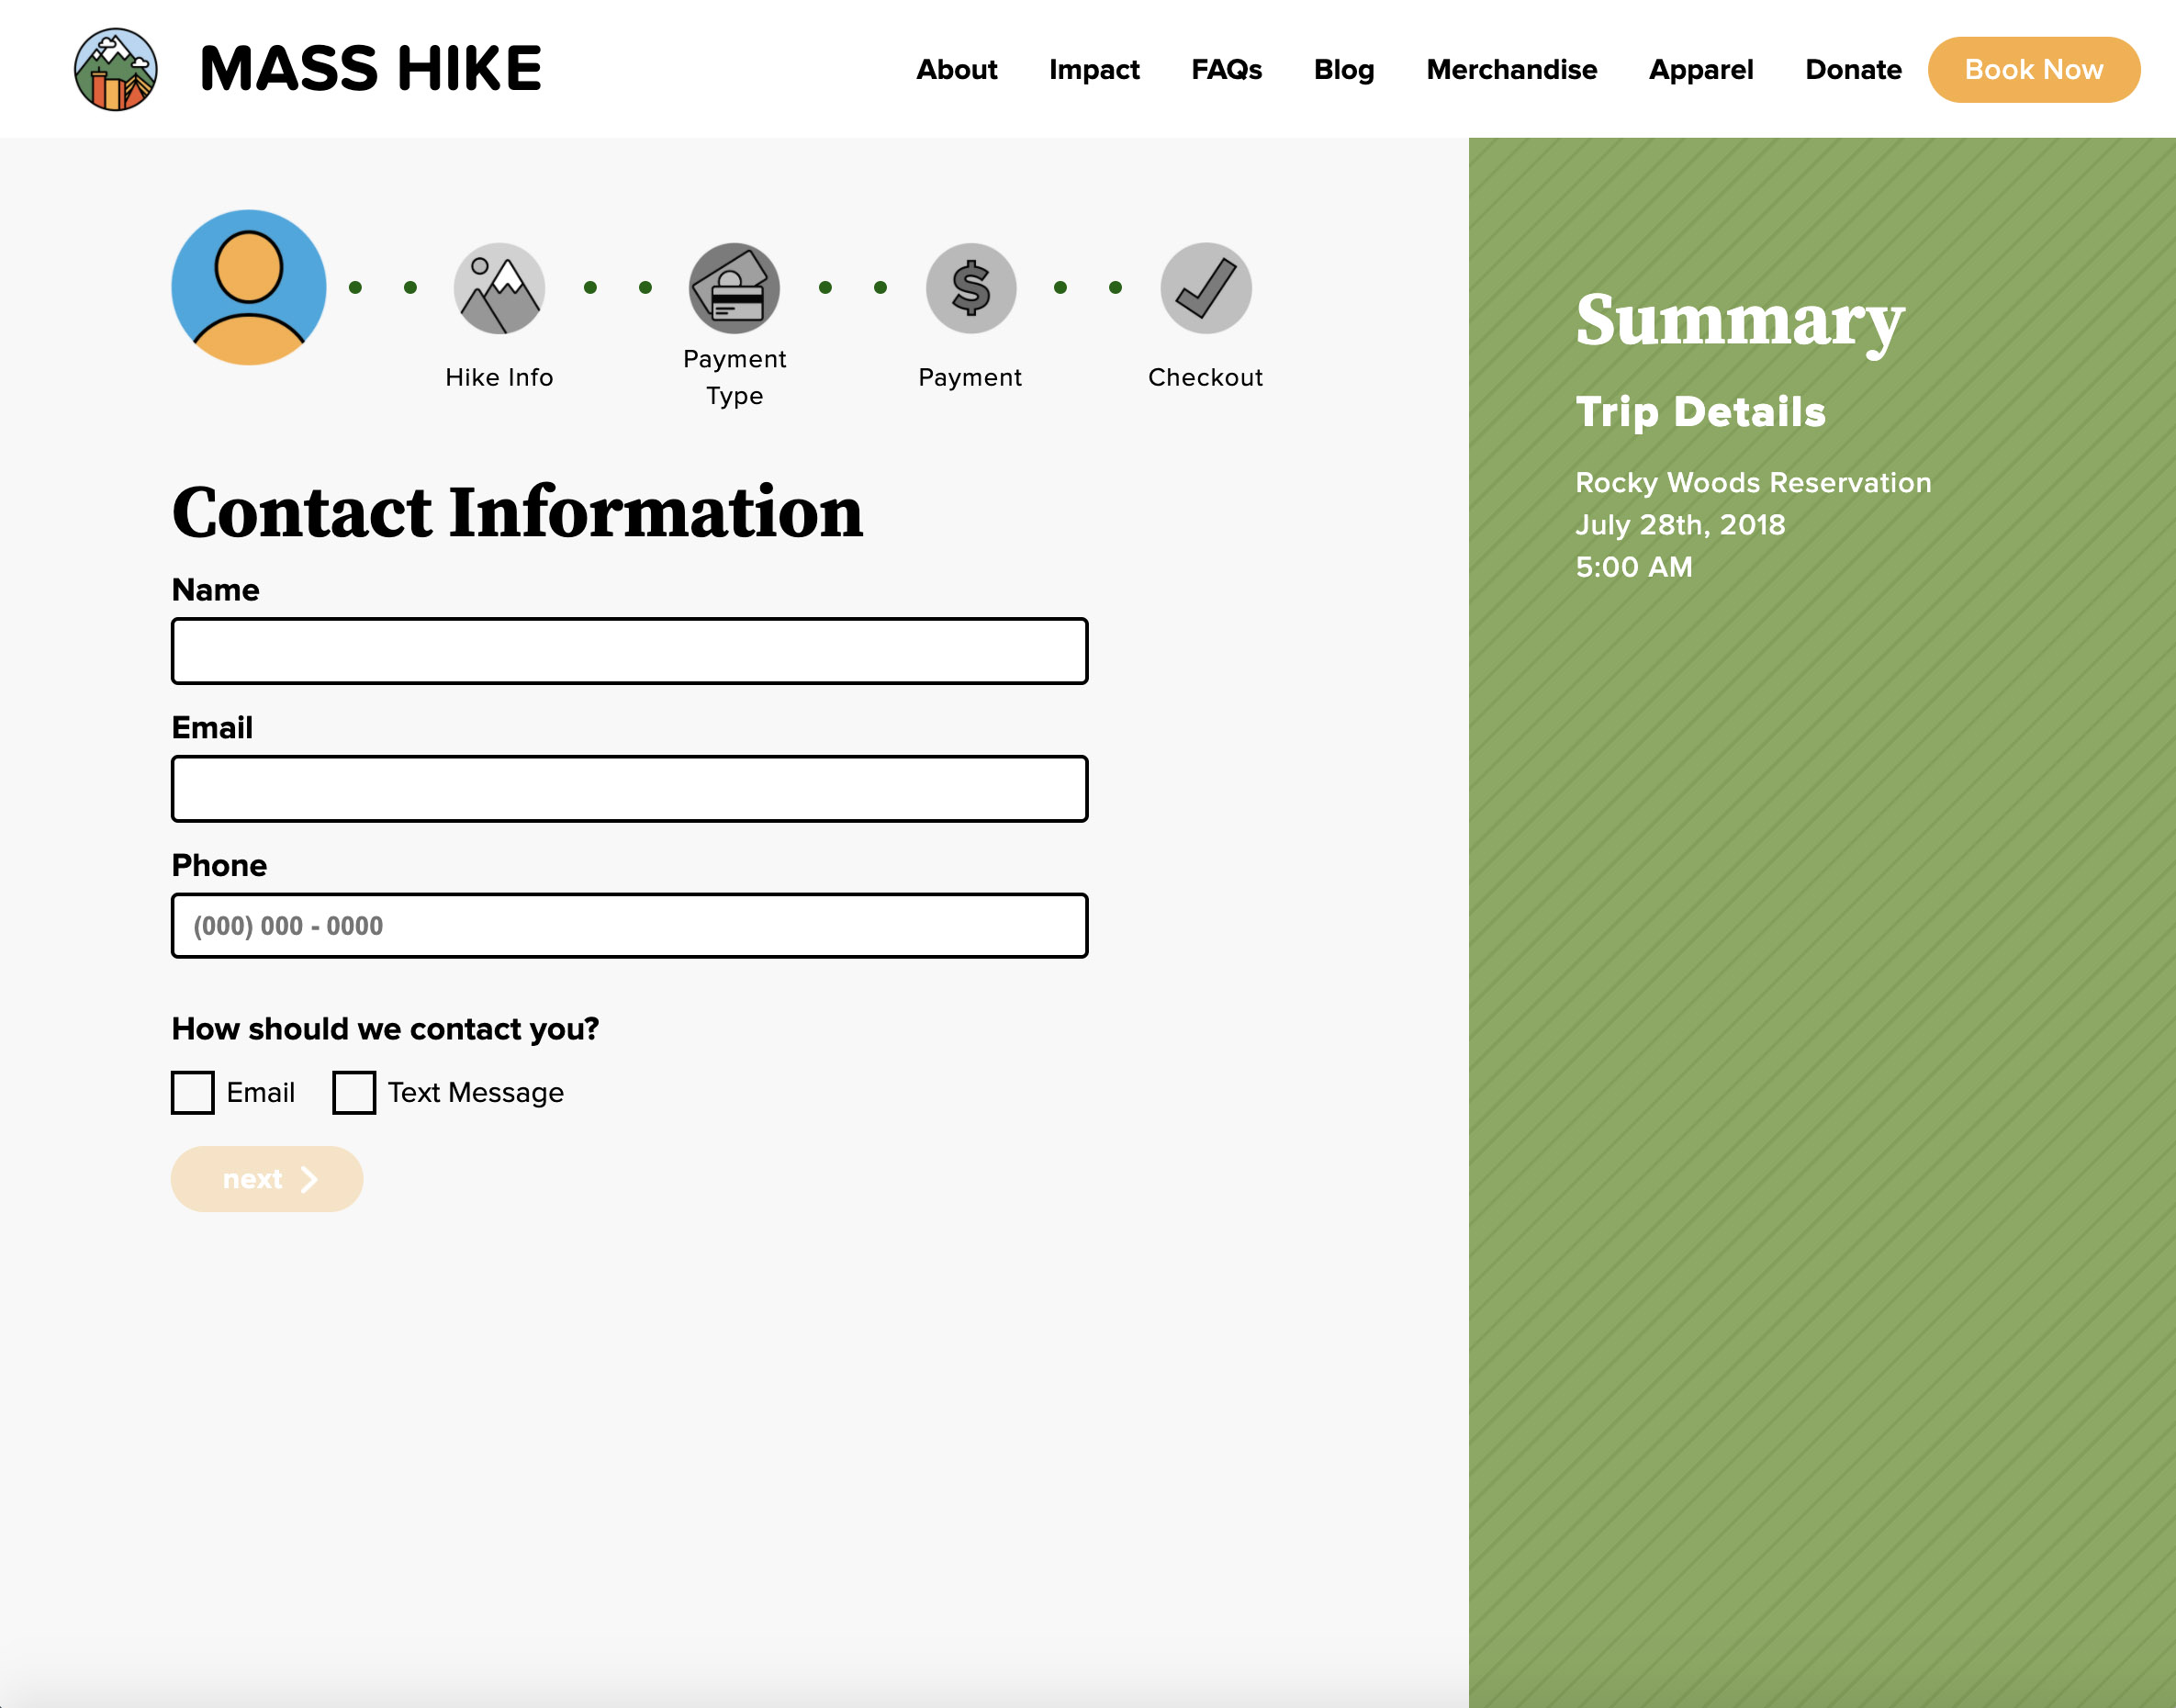 MASS HIKE
About Impact FAQs Blog Merchandise Apparel Donate Book Now
Hike Info
Payment
Type
Payment
Checkout
Contact Information
Name
Email
Phone
(000) 000 - 0000
How should we contact you?
Email Text Message
next
Summary
Trip Details
Rocky Woods Reservation
July 28th, 2018
5:00 AM